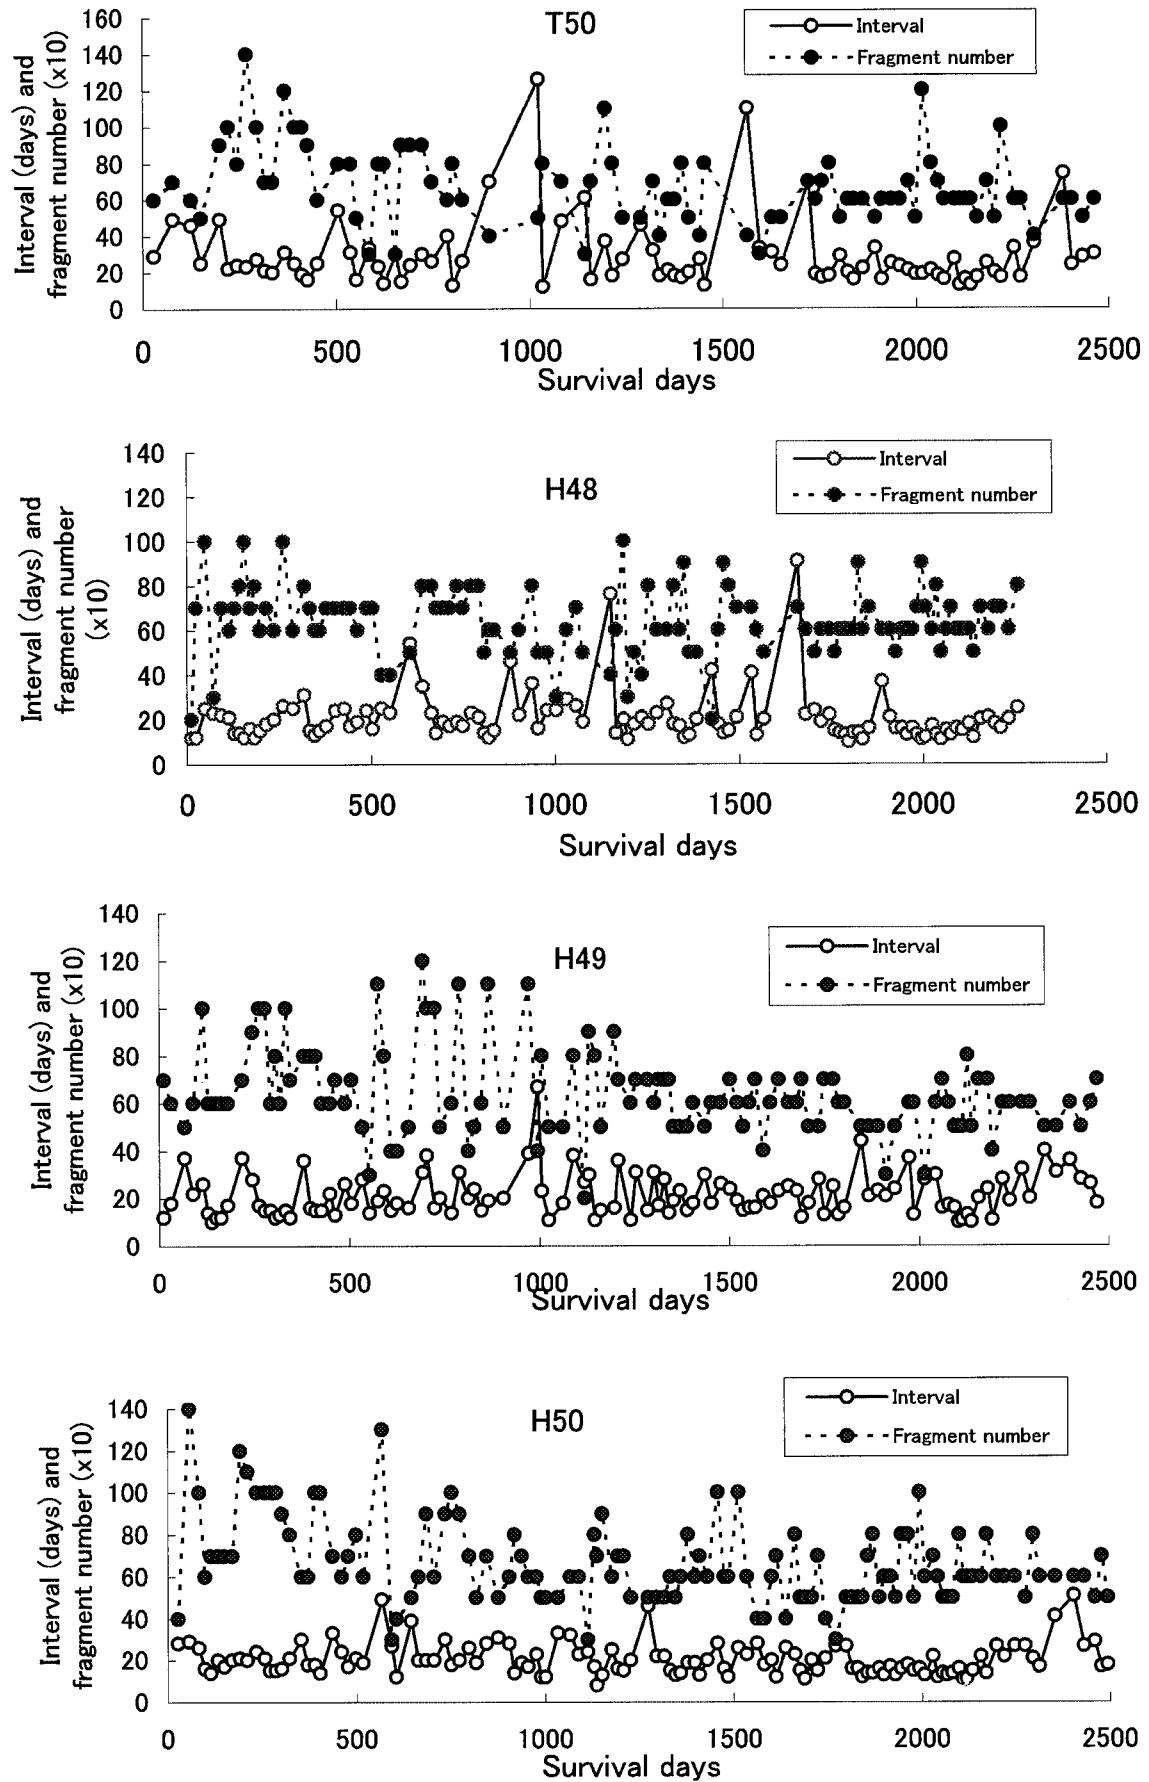 T50
Interval
Fragment number
Interval (days) and
fragment number (x10)
160
140
120
100
80
60
40
20
0
0 500 1000 1500 2000 2500
Survival days
H48
Interval
Fragment number
Interval (days) and
fragment number
(x10)
140
120
100
80
60
40
20
0
0 500 1000 1500 2000 2500
Survival days
H49
Interval
Fragment number
Interval (days) and
fragment number (x10)
140
120
100
80
60
40
20
0
0 500 1000 1500 2000 2500
Survival days
H50
Interval
Fragment number
Interval (days) and
fragment number (x10)
140
120
100
80
60
40
20
0
0 500 1000 1500 2000 2500
Survival days